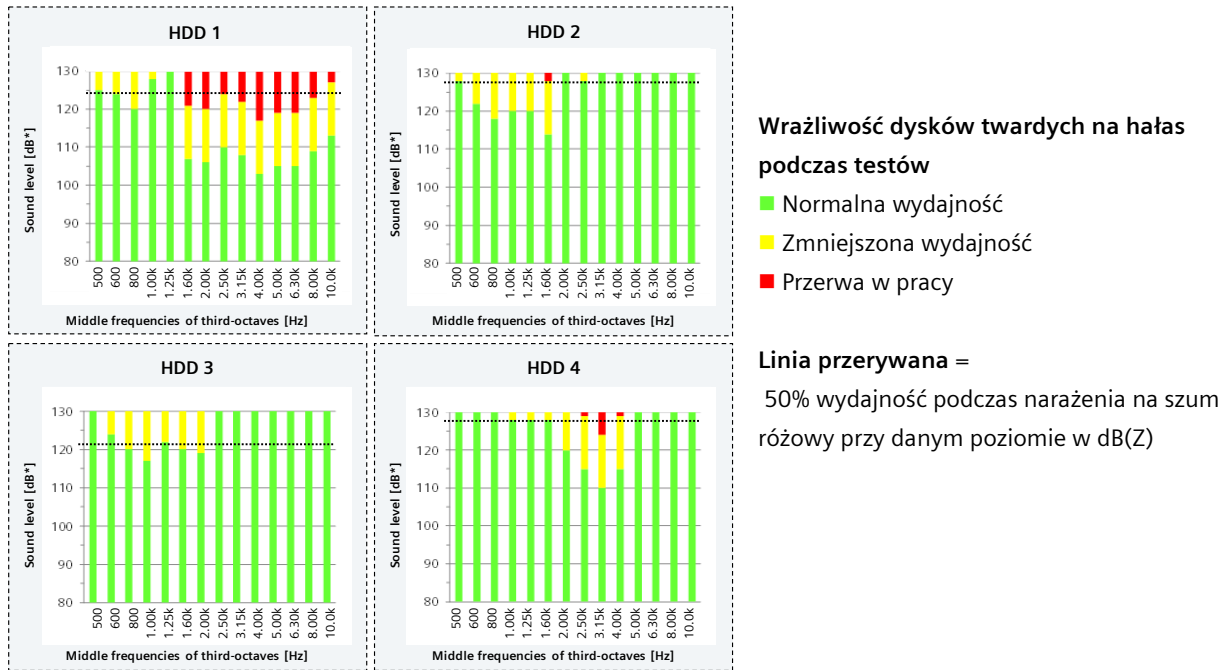 HDD 1
Sound level [dB*]
130
120
110
100
90
80
500
600
800
1.00k
1.25k
1.60k
2.00k
2.50k
3.15k
4.00k
5.00k
6.30k
8.00k
10.0k
Middle frequencies of third-octaves [Hz]
HDD 2
Sound level [dB*]
130
120
110
100
90
80
500
600
800
1.00k
1.25k
1.60k
2.00k
2.50k
3.15k
4.00k
5.00k
6.30k
8.00k
10.0k
Middle frequencies of third-octaves [Hz]
HDD 3
Sound level [dB*]
130
120
110
100
90
80
500
600
800
1.00k
1.25k
1.60k
2.00k
2.50k
3.15k
4.00k
5.00k
6.30k
8.00k
10.0k
Middle frequencies of third-octaves [Hz]
HDD 4
Sound level [dB*]
130
120
110
100
90
80
500
600
800
1.00k
1.25k
1.60k
2.00k
2.50k
3.15k
4.00k
5.00k
6.30k
8.00k
10.0k
Middle frequencies of third-octaves [Hz]
Wrażliwość dysków twardych na hałas
podczas testów
Normalna wydajność
Zmniejszona wydajność
Przerwa w pracy
Linia przerywana =
50% wydajność podczas narażenia na szum
różowy przy danym poziomie w dB(Z)